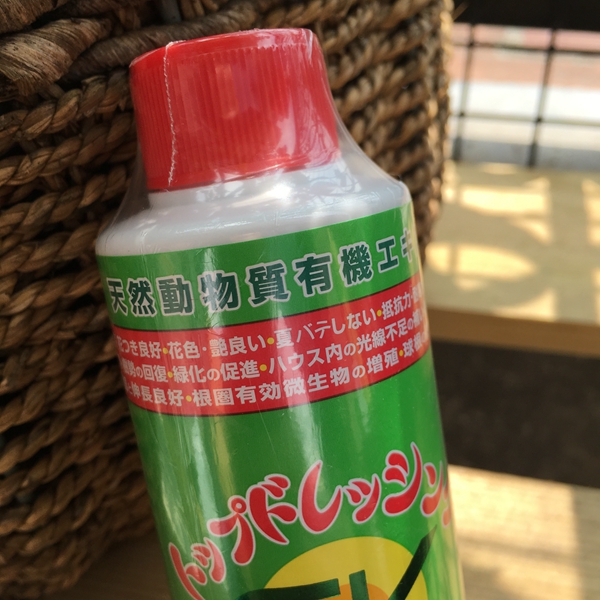 天然動物質有機エキ
花つき良好・花色・艶良い・夏バテしない・抵抗力・
の回復・緑化の促進・ハウス内の光線不足の補
伸長良好・根圏有効微生物の増殖・球
トップドレッシン